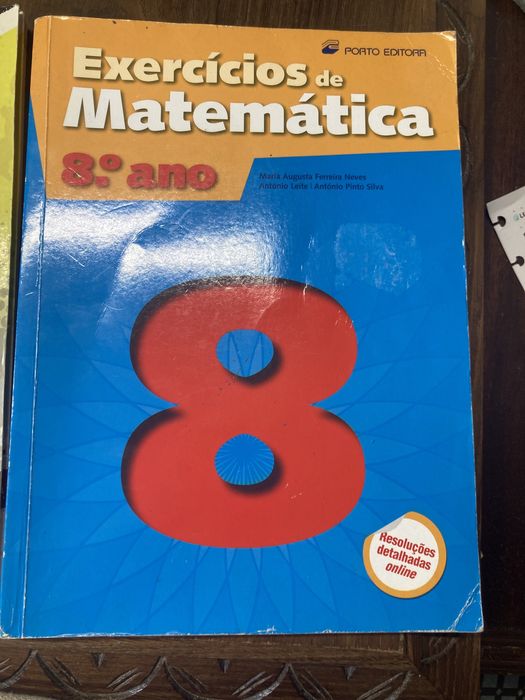 PORTO EDITORA
Exercícios de
Matemática
8.º ano
Maria Augusta Ferreira Neves
António Leite | António Pinto Silva
8
Resoluções
detalhadas
online